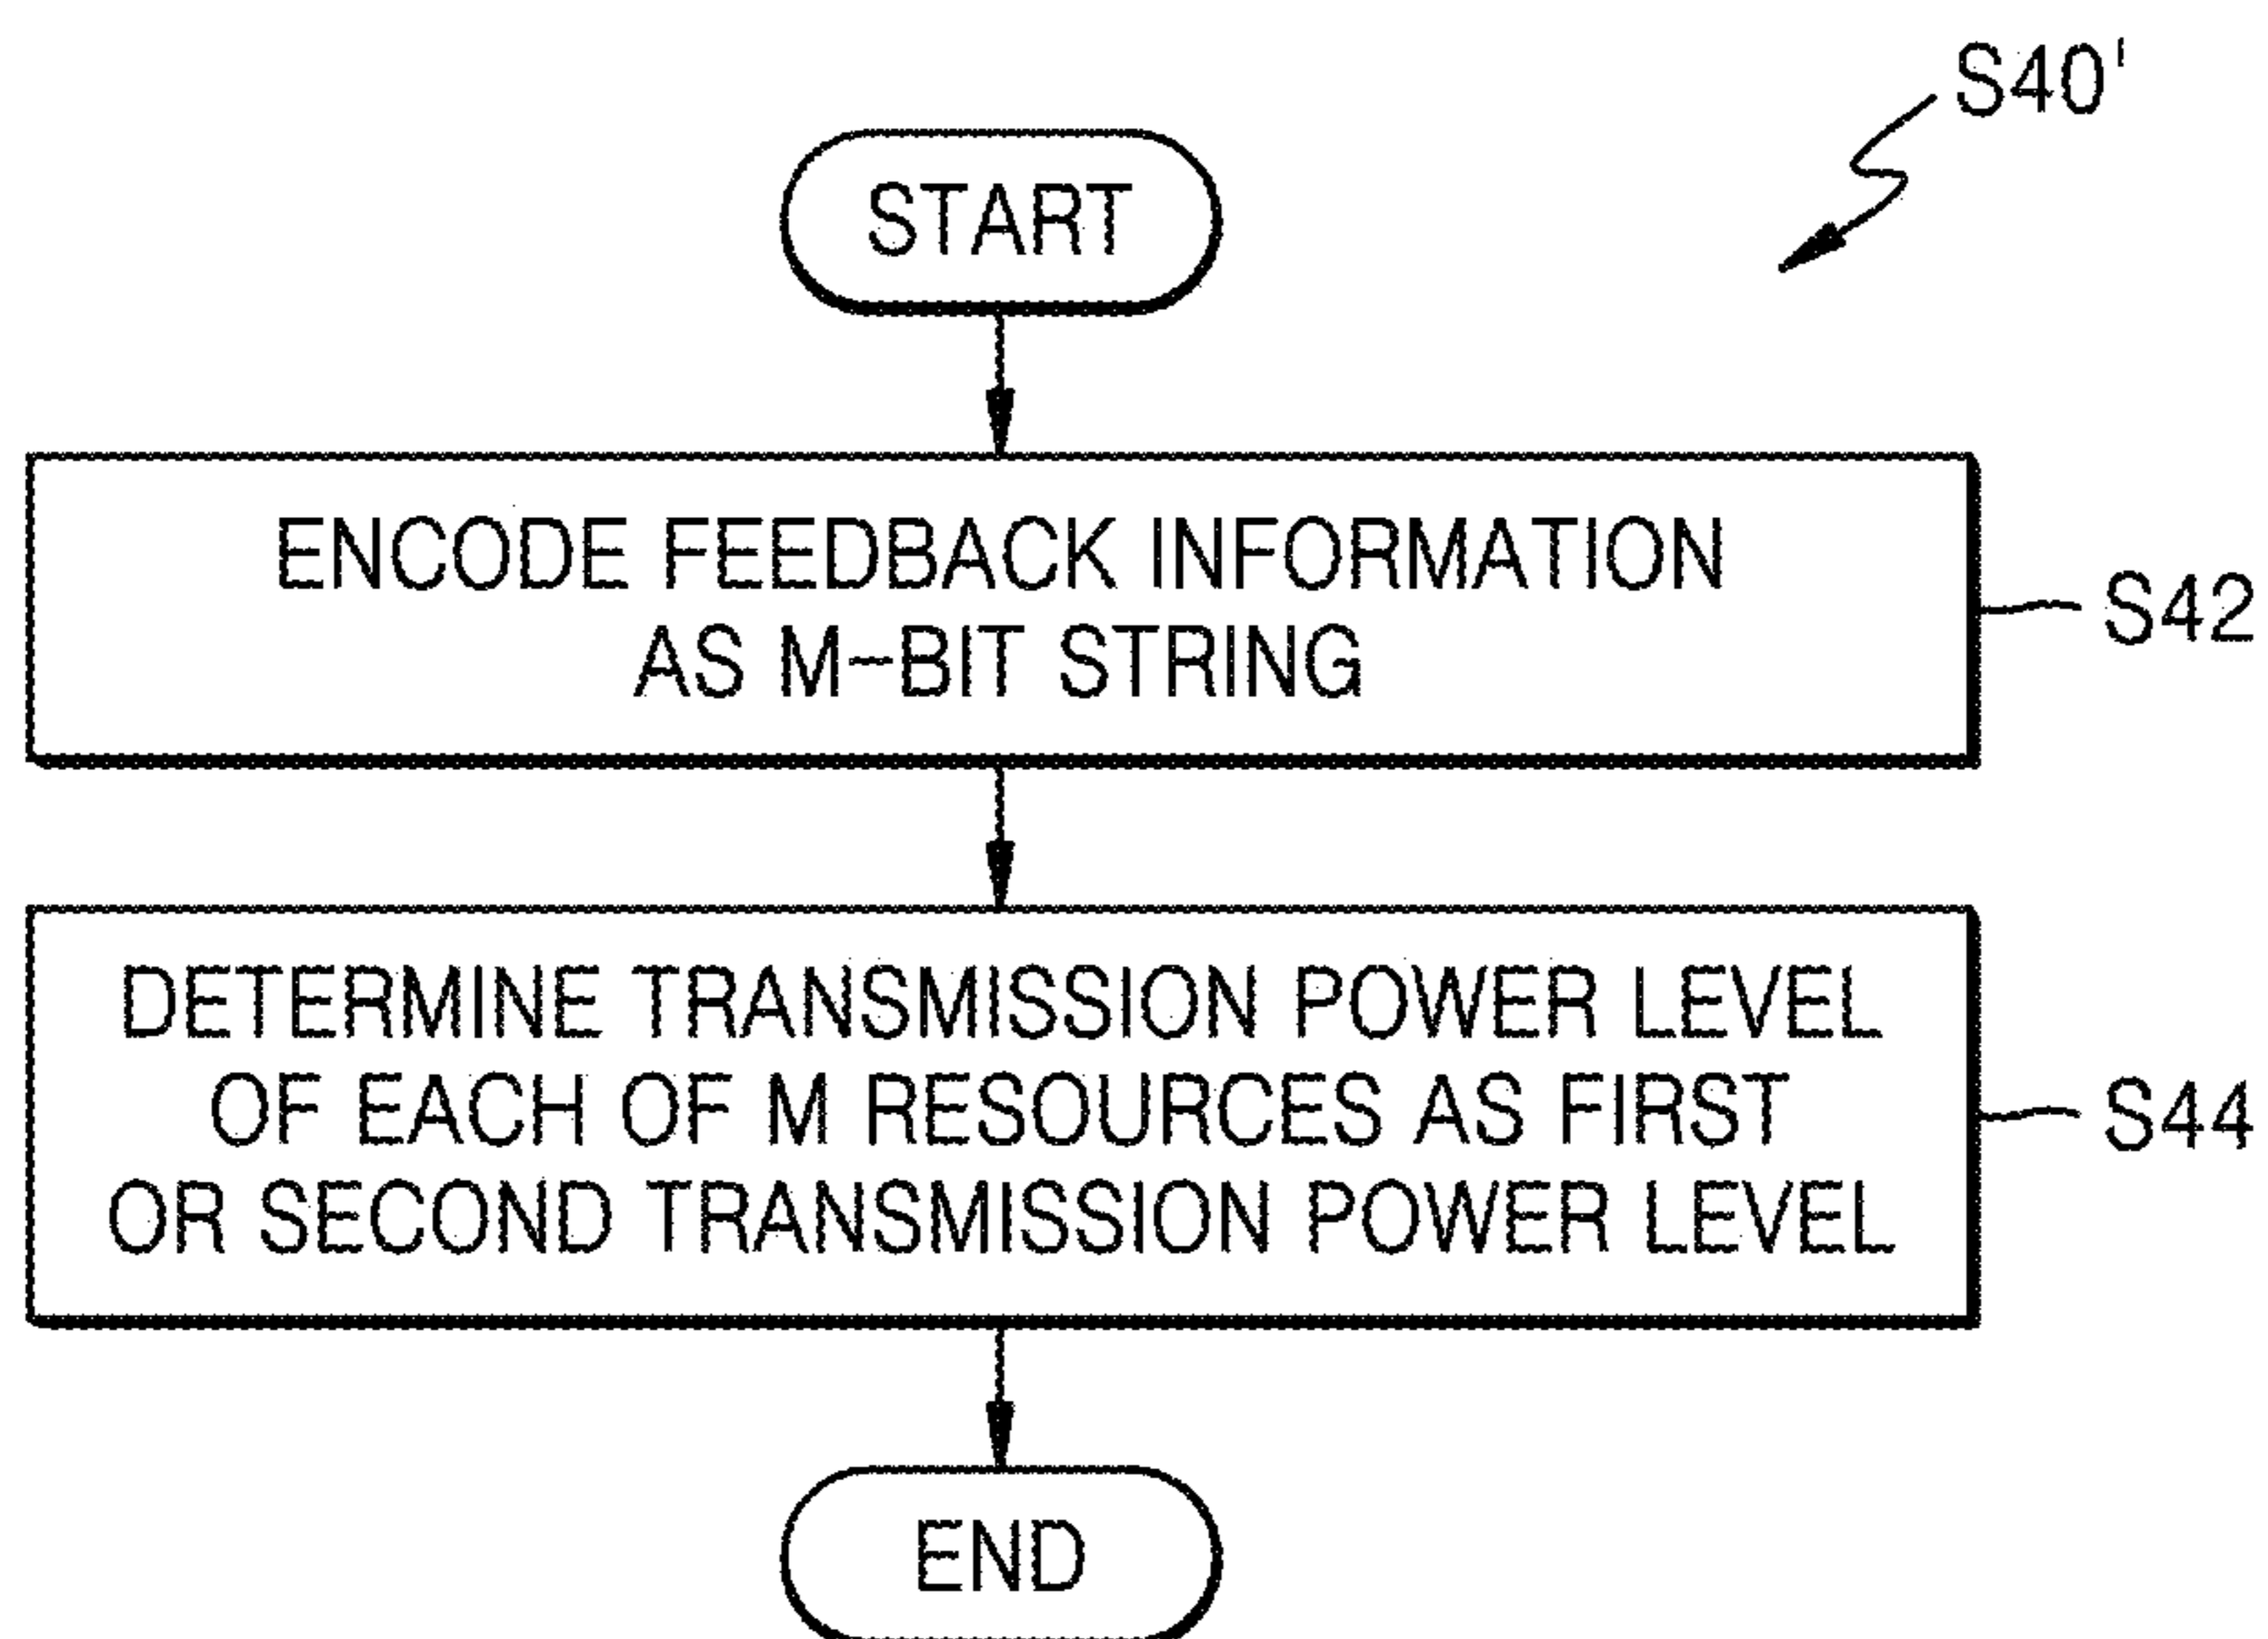 S40'
START
ENCODE FEEDBACK INFORMATION
AS M-BIT STRING
S42
DETERMINE TRANSMISSION POWER LEVEL
OF EACH OF M RESOURCES AS FIRST
OR SECOND TRANSMISSION POWER LEVEL
S44
END